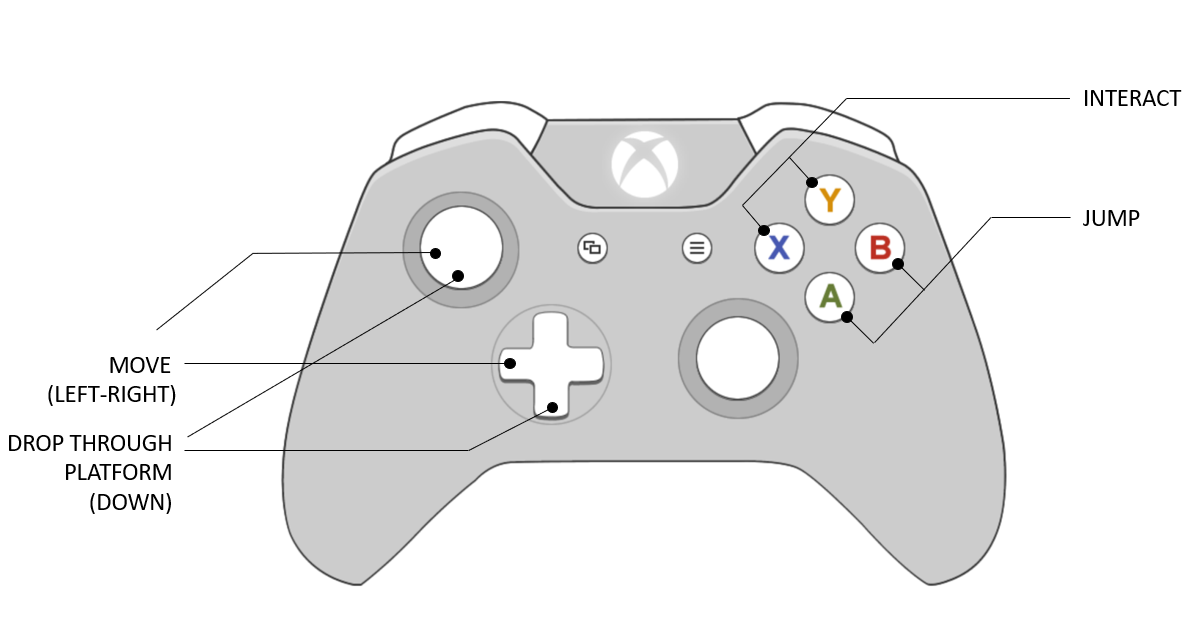 INTERACT
Y
JUMP
X
B
A
MOVE
(LEFT-RIGHT)
DROP THROUGH
PLATFORM
(DOWN)